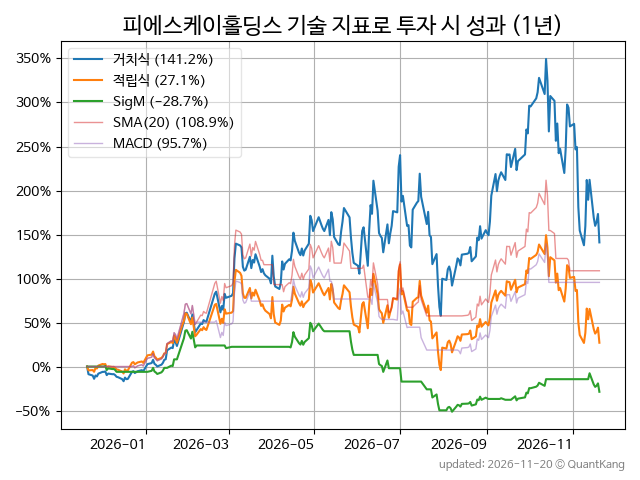 피에스케이홀딩스 기술 지표로 투자 시 성과 (1년)
거치식 (141.2%)
적립식 (27.1%)
SigM (−28.7%)
SMA(20) (108.9%)
MACD (95.7%)
350%
300%
250%
200%
150%
100%
50%
0%
−50%
2026−01
2026−03
2026−05
2026−07
2026−09
2026−11
updated: 2026−11−20 © QuantKang